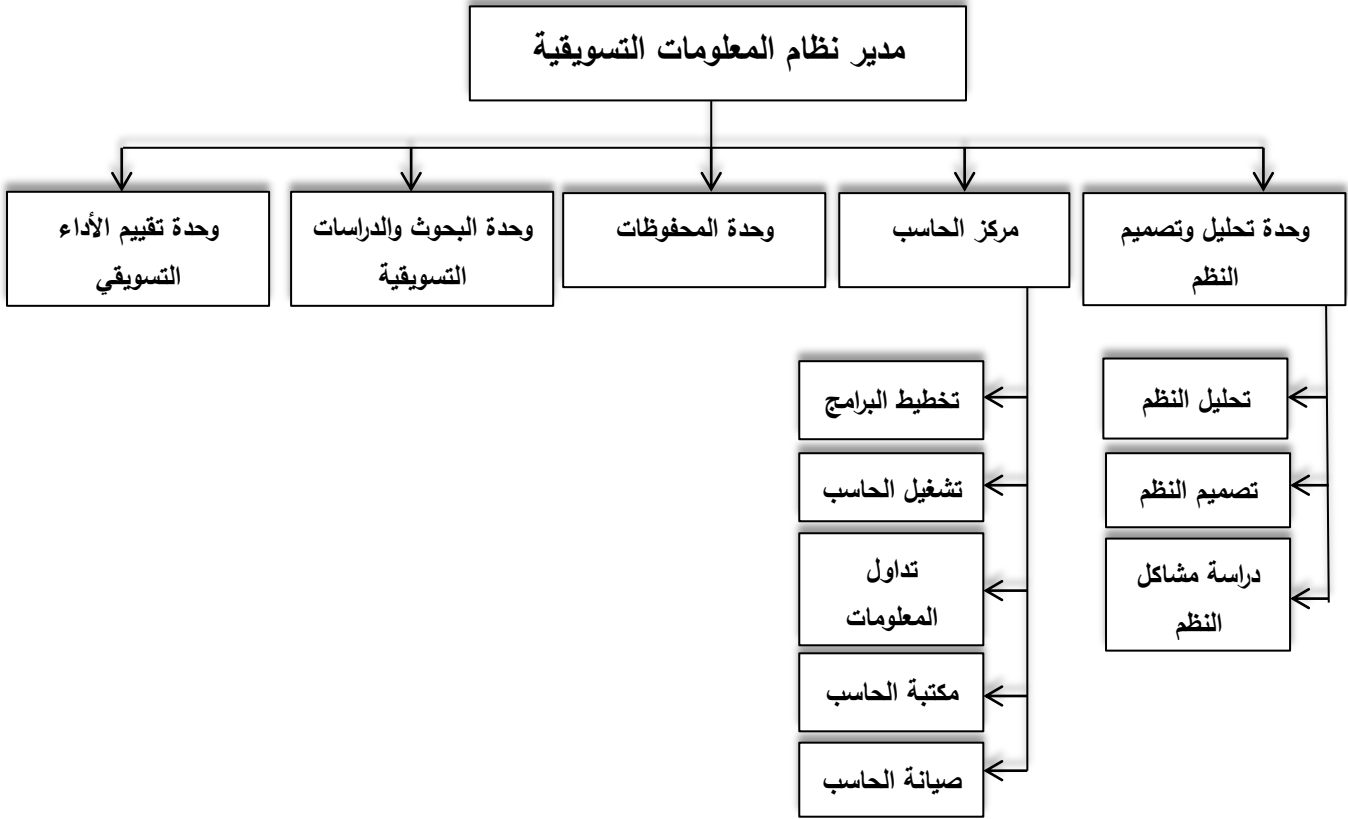 مدير نظام المعلومات التسويقية
وحدة تحليل وتصميم
النظم
مركز الحاسب
وحدة المحفوظات
وحدة البحوث والدراسات
التسويقية
وحدة تقييم الأداء
التسويقي
تحليل النظم
تصميم النظم
دراسة مشاكل
النظم
تخطيط البرامج
تشغيل الحاسب
تداول
المعلومات
مكتبة الحاسب
صيانة الحاسب